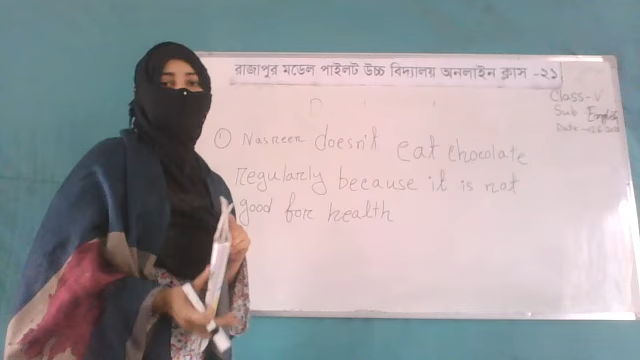 রাজাপুর মডেল পাইলট উচ্চ বিদ্যালয় অনলাইন ক্লাস -২১
Class-V
Sub English
Date
① Nasreen doesn't eat chocolate
regularly because it is not
good for health